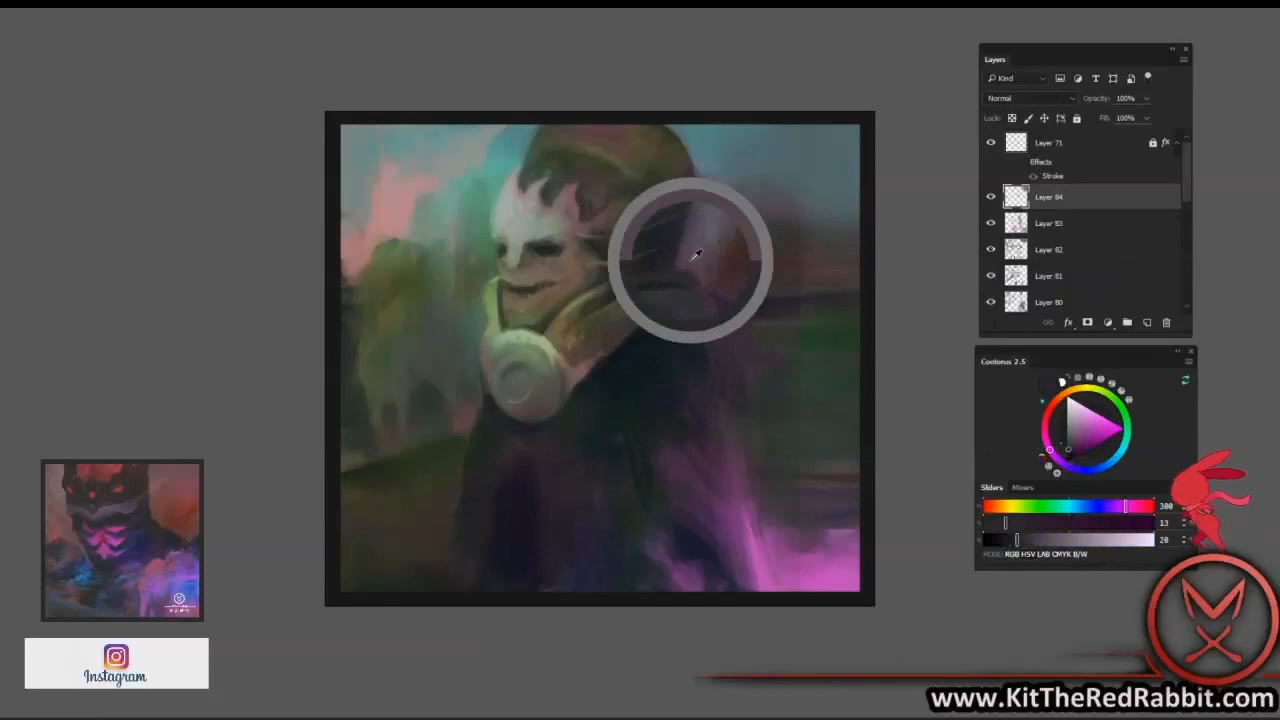 Layers
Kind
Normal
Opacity: 100%
Lock:
Fill: 100%
Layer 71
Effects
Stroke
Layer 84
Layer 83
Layer 82
Layer 81
Layer 80
fx
Coolorus 2.5
Sliders Mixers
300
13
20
MODE: RGB HSV LAB CMYK B/W
Instagram
www.KitTheRedRabbit.com